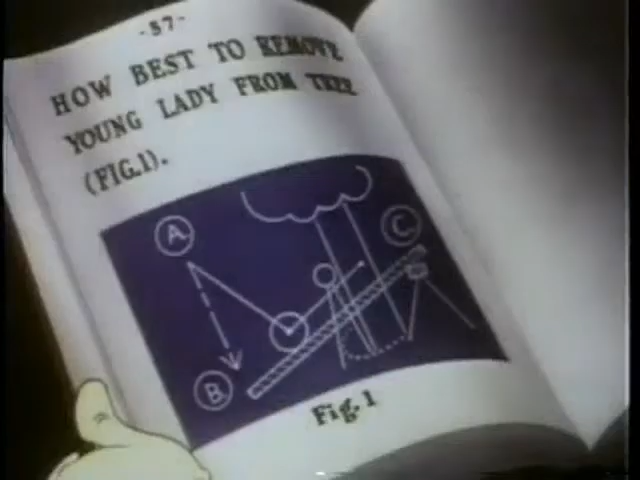 -57-
HOW BEST TO REMOVE
YOUNG LADY FROM TREE
(FIG.1).
A
C
B
Fig. 1